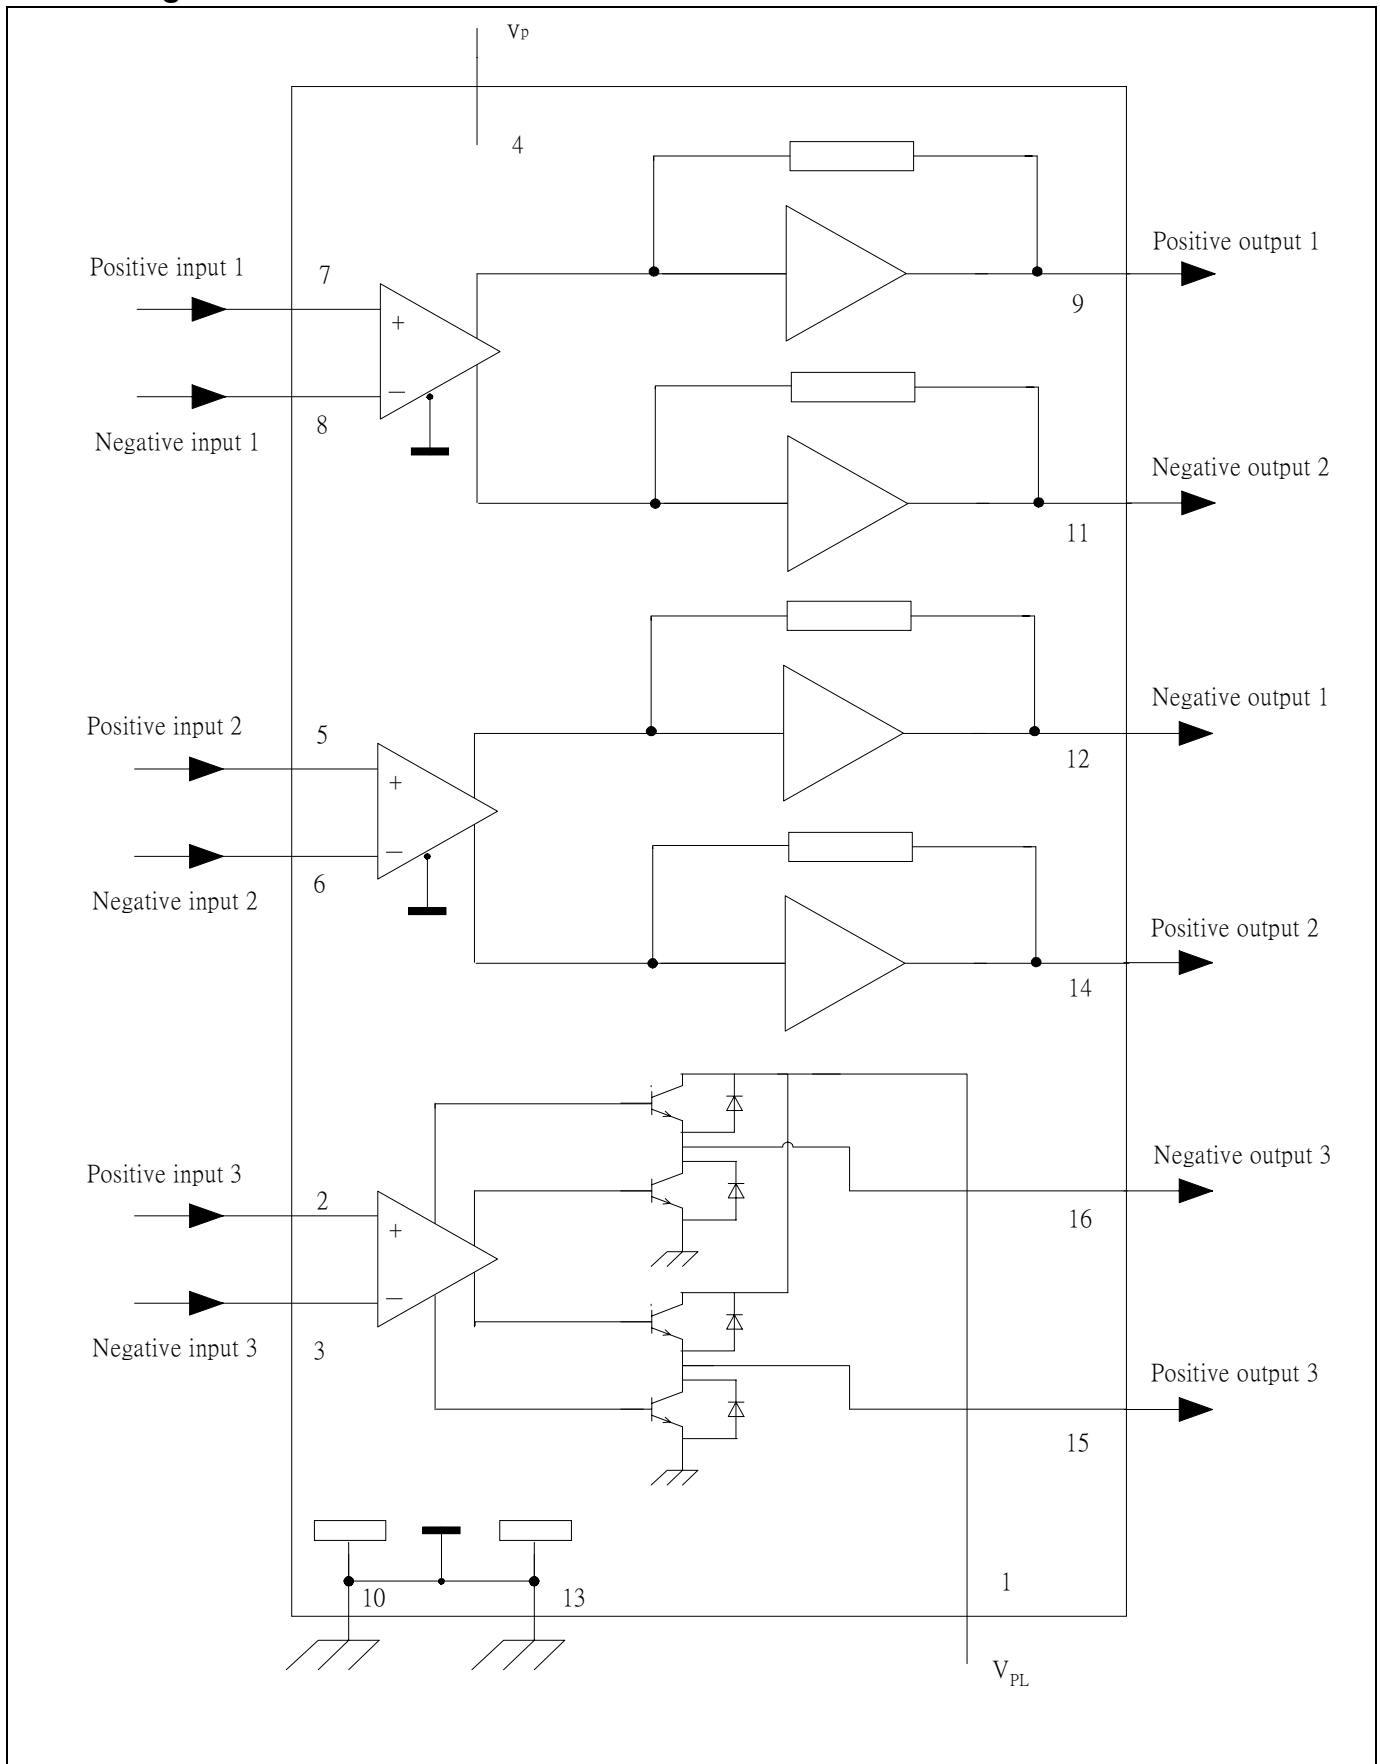 Vp
4
Positive output 1
Positive input 1
7
9
+
−
8
Negative input 1
Negative output 2
11
Negative output 1
Positive input 2
5
12
+
−
6
Negative input 2
Positive output 2
14
Negative output 3
Positive input 3
2
16
+
−
Negative input 3
3
Positive output 3
15
1
10
13
VPL